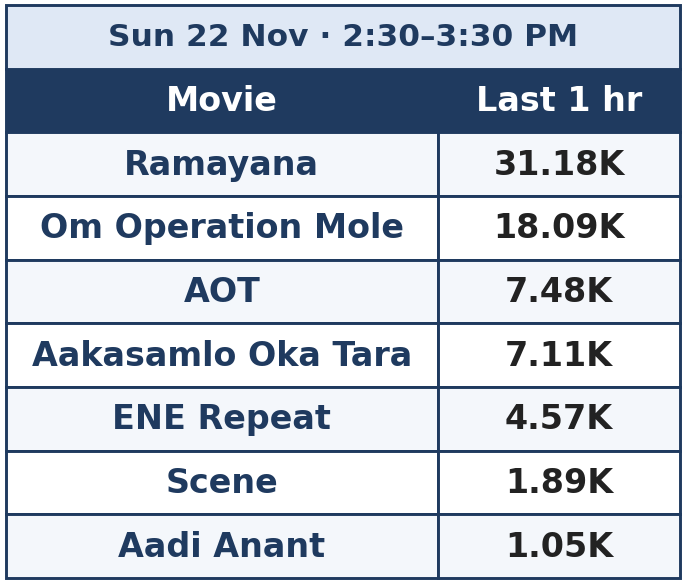 Sun 22 Nov · 2:30–3:30 PM
Movie Last 1 hr
Ramayana 31.18K
Om Operation Mole 18.09K
AOT 7.48K
Aakasamlo Oka Tara 7.11K
ENE Repeat 4.57K
Scene 1.89K
Aadi Anant 1.05K